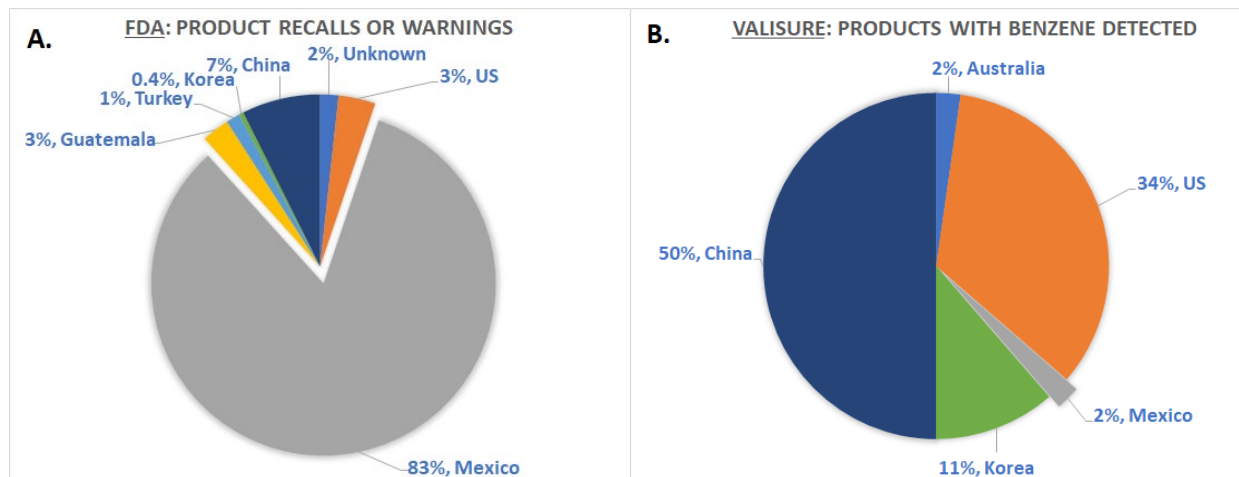 A.
FDA: PRODUCT RECALLS OR WARNINGS
2%, Unknown
3%, US
83%, Mexico
3%, Guatemala
1%, Turkey
0.4%, Korea
7%, China
B.
VALISURE: PRODUCTS WITH BENZENE DETECTED
2%, Australia
34%, US
2%, Mexico
11%, Korea
50%, China